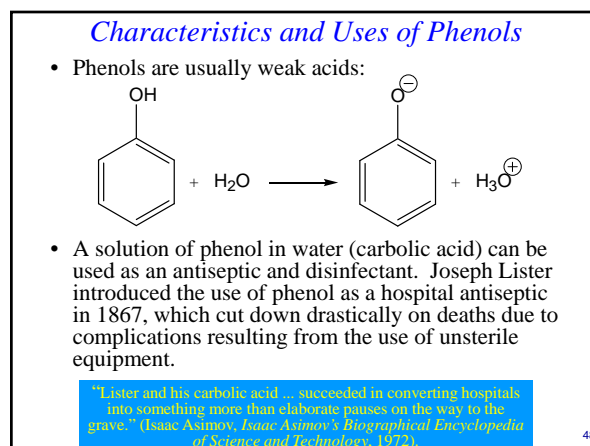 Characteristics and Uses of Phenols
• Phenols are usually weak acids:
OH
O⊖
+ H₂O
+ H₃O⊕
• A solution of phenol in water (carbolic acid) can be
used as an antiseptic and disinfectant. Joseph Lister
introduced the use of phenol as a hospital antiseptic
in 1867, which cut down drastically on deaths due to
complications resulting from the use of unsterile
equipment.
“Lister and his carbolic acid ... succeeded in converting hospitals
into something more than elaborate pauses on the way to the
grave.” (Isaac Asimov, Isaac Asimov’s Biographical Encyclopedia
of Science and Technology, 1972).